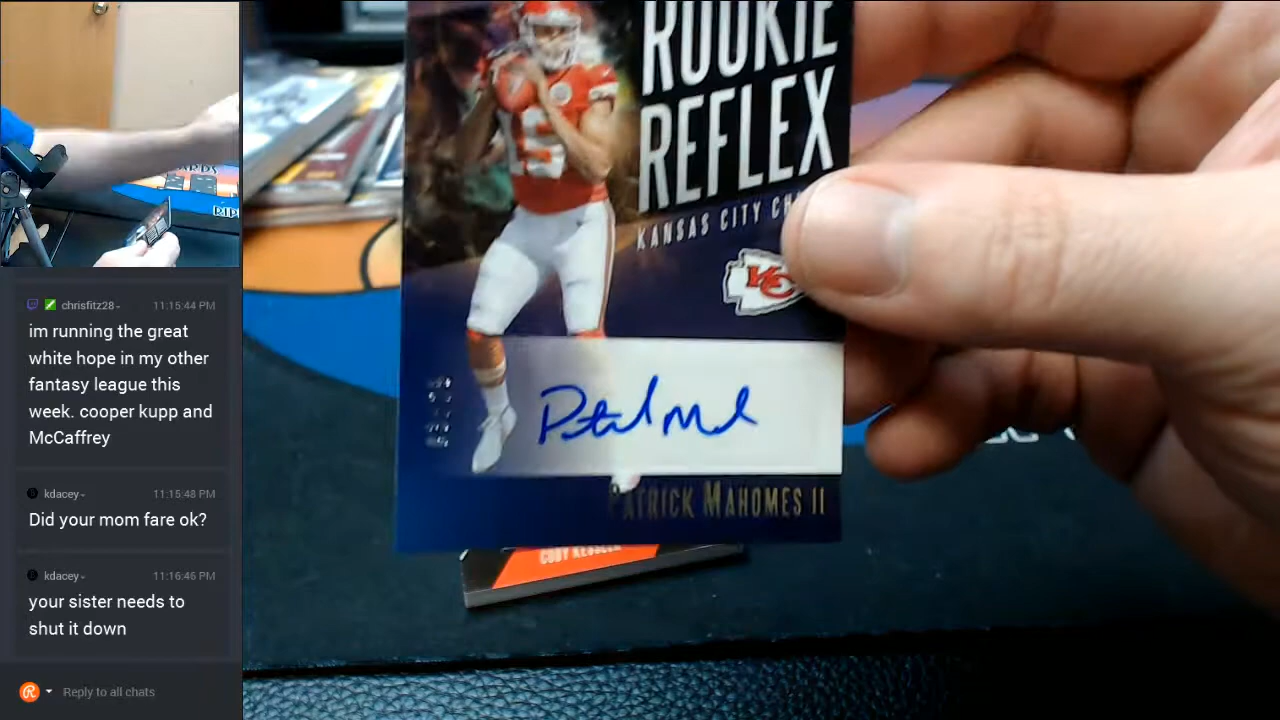 chrisfitz28
11:15:44 PM
im running the great
white hope in my other
fantasy league this
week. cooper kupp and
McCaffrey
kdacey
11:15:48 PM
Did your mom fare ok?
kdacey
11:16:46 PM
your sister needs to
shut it down
Reply to all chats
ROOKIE
REFLEX
KANSAS CITY CH
KC
15
PATRICK MAHOMES II
CODY KESSLER